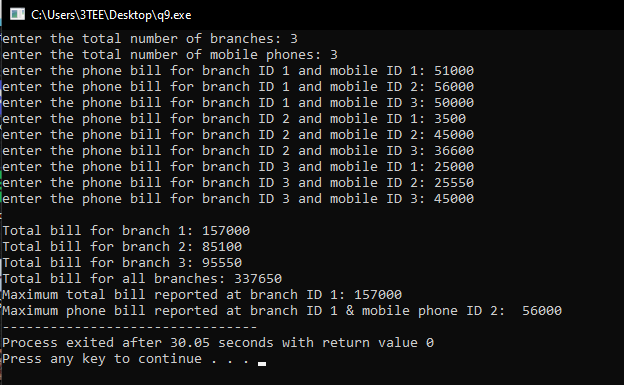 C:\Users\3TEE\Desktop\q9.exe
enter the total number of branches: 3
enter the total number of mobile phones: 3
enter the phone bill for branch ID 1 and mobile ID 1: 51000
enter the phone bill for branch ID 1 and mobile ID 2: 56000
enter the phone bill for branch ID 1 and mobile ID 3: 50000
enter the phone bill for branch ID 2 and mobile ID 1: 3500
enter the phone bill for branch ID 2 and mobile ID 2: 45000
enter the phone bill for branch ID 2 and mobile ID 3: 36600
enter the phone bill for branch ID 3 and mobile ID 1: 25000
enter the phone bill for branch ID 3 and mobile ID 2: 25550
enter the phone bill for branch ID 3 and mobile ID 3: 45000
Total bill for branch 1: 157000
Total bill for branch 2: 85100
Total bill for branch 3: 95550
Total bill for all branches: 337650
Maximum total bill reported at branch ID 1: 157000
Maximum phone bill reported at branch ID 1 & mobile phone ID 2:  56000
--------------------------------
Process exited after 30.05 seconds with return value 0
Press any key to continue . . .